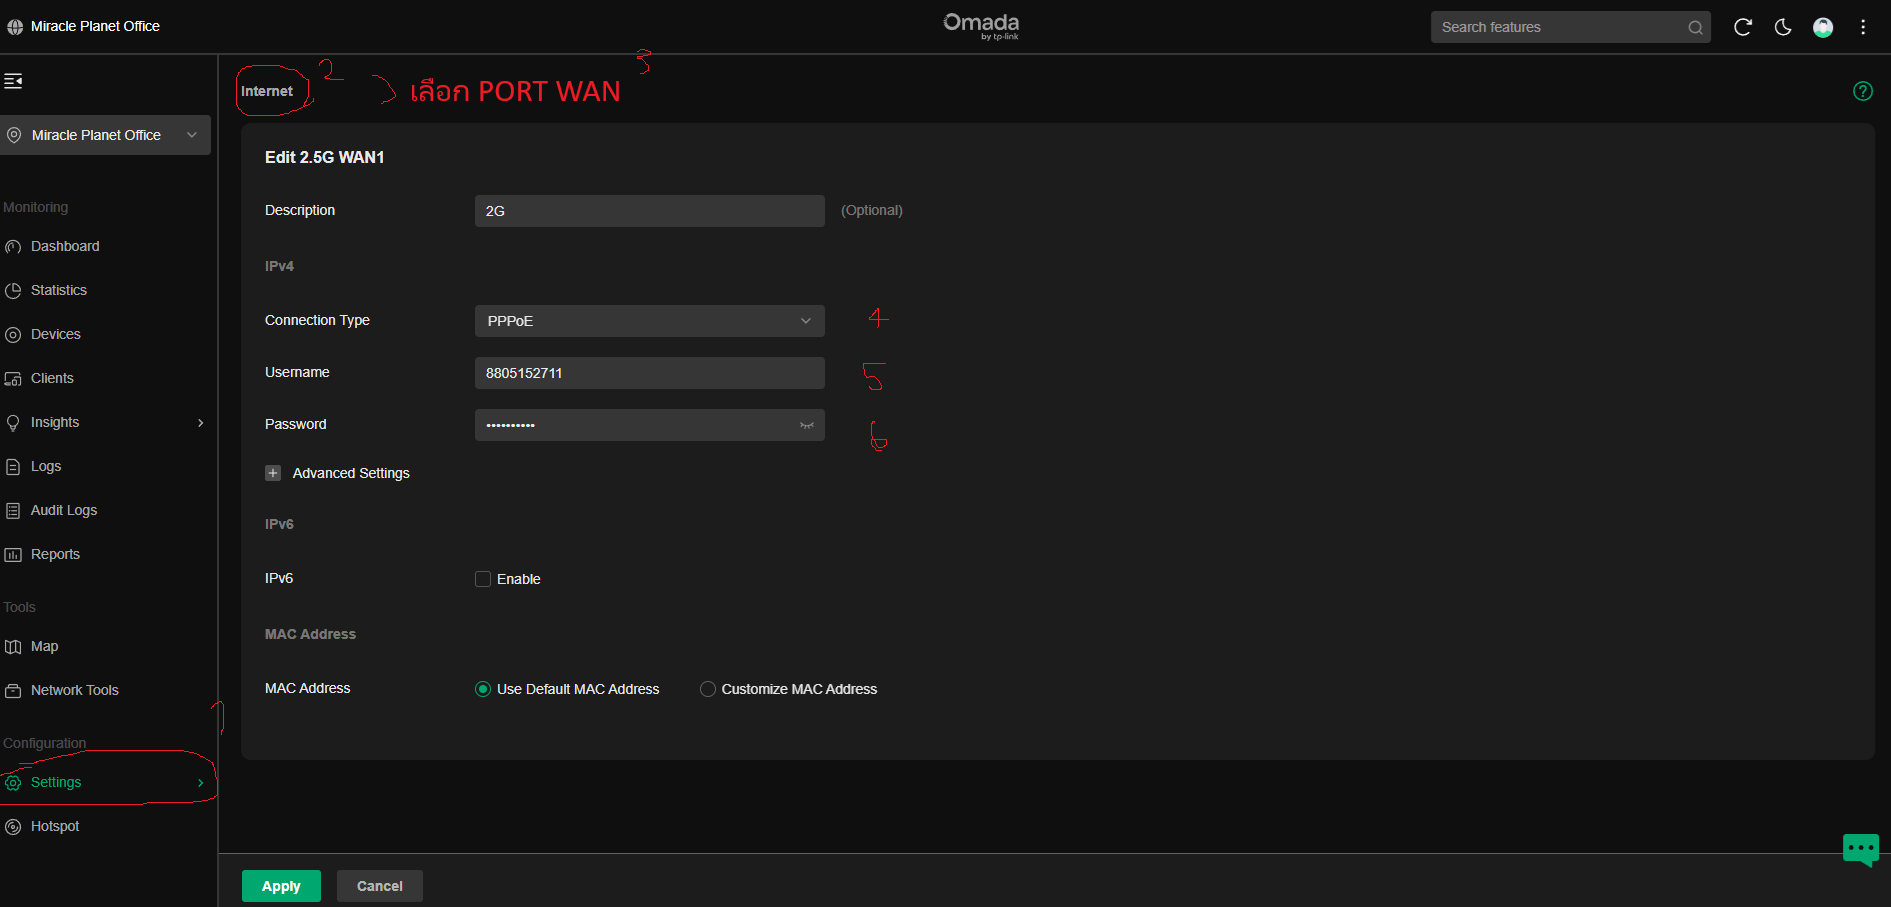 Miracle Planet Office
Omada
by tp-link
Search features
Internet
2
เลือก PORT WAN
3
Miracle Planet Office
Edit 2.5G WAN1
Description
2G
(Optional)
Monitoring
Dashboard
IPv4
Statistics
Connection Type
PPPoE
4
Devices
Username
8805152711
5
Clients
Password
••••••••••
6
Insights
Logs
Advanced Settings
Audit Logs
IPv6
Reports
IPv6
Enable
Tools
MAC Address
Map
Network Tools
MAC Address
Use Default MAC Address
Customize MAC Address
1
Configuration
Settings
Hotspot
Apply
Cancel